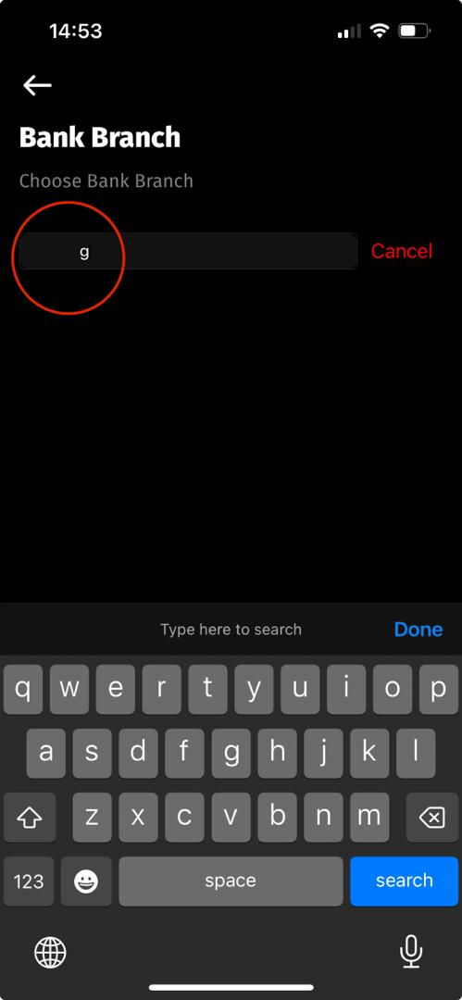 14:53
Bank Branch
Choose Bank Branch
g
Cancel
Type here to search
Done
q w e r t y u i o p
a s d f g h j k l
z x c v b n m
123
space
search